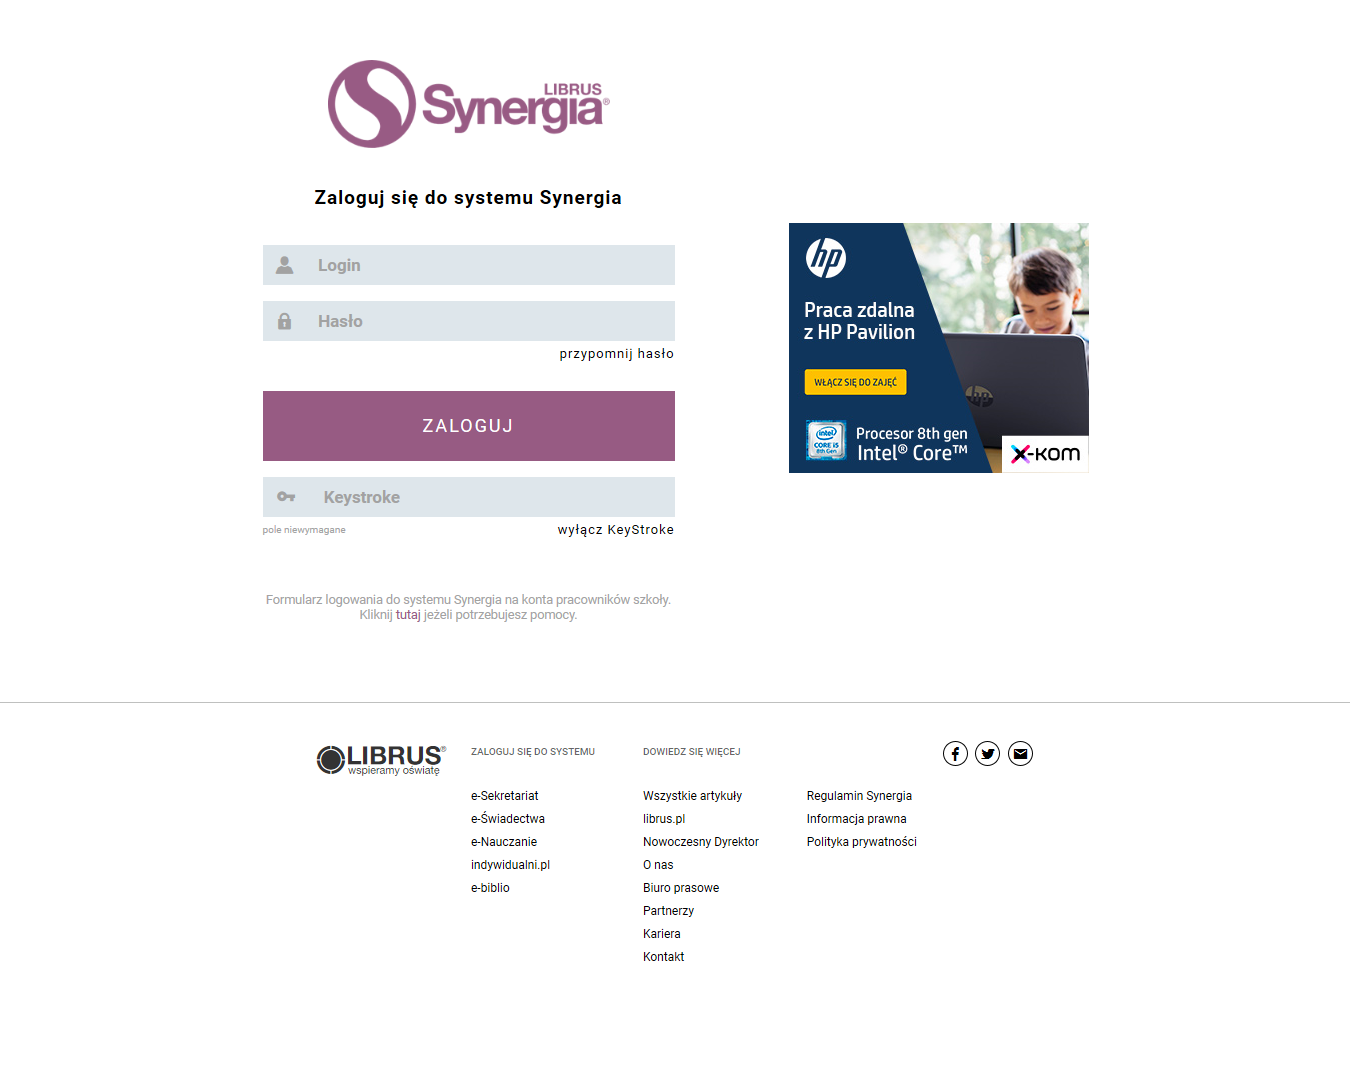 LIBRUS
Synergia®
Zaloguj się do systemu Synergia
Login
Hasło
przypomnij hasło
ZALOGUJ
Keystroke
pole niewymagane
wyłącz KeyStroke
Formularz logowania do systemu Synergia na konta pracowników szkoły.
Kliknij tutaj jeżeli potrzebujesz pomocy.
hp
Praca zdalna
z HP Pavilion
WŁĄCZ SIĘ DO ZAJĘĆ
intel
CORE i5
8th Gen
Procesor 8th gen
Intel® Core™
hp
x-kom
LIBRUS®
wspieramy oświatę
ZALOGUJ SIĘ DO SYSTEMU
e-Sekretariat
e-Świadectwa
e-Nauczanie
indywidualni.pl
e-biblio
DOWIEDZ SIĘ WIĘCEJ
Wszystkie artykuły
librus.pl
Nowoczesny Dyrektor
O nas
Biuro prasowe
Partnerzy
Kariera
Kontakt
Regulamin Synergia
Informacja prawna
Polityka prywatności